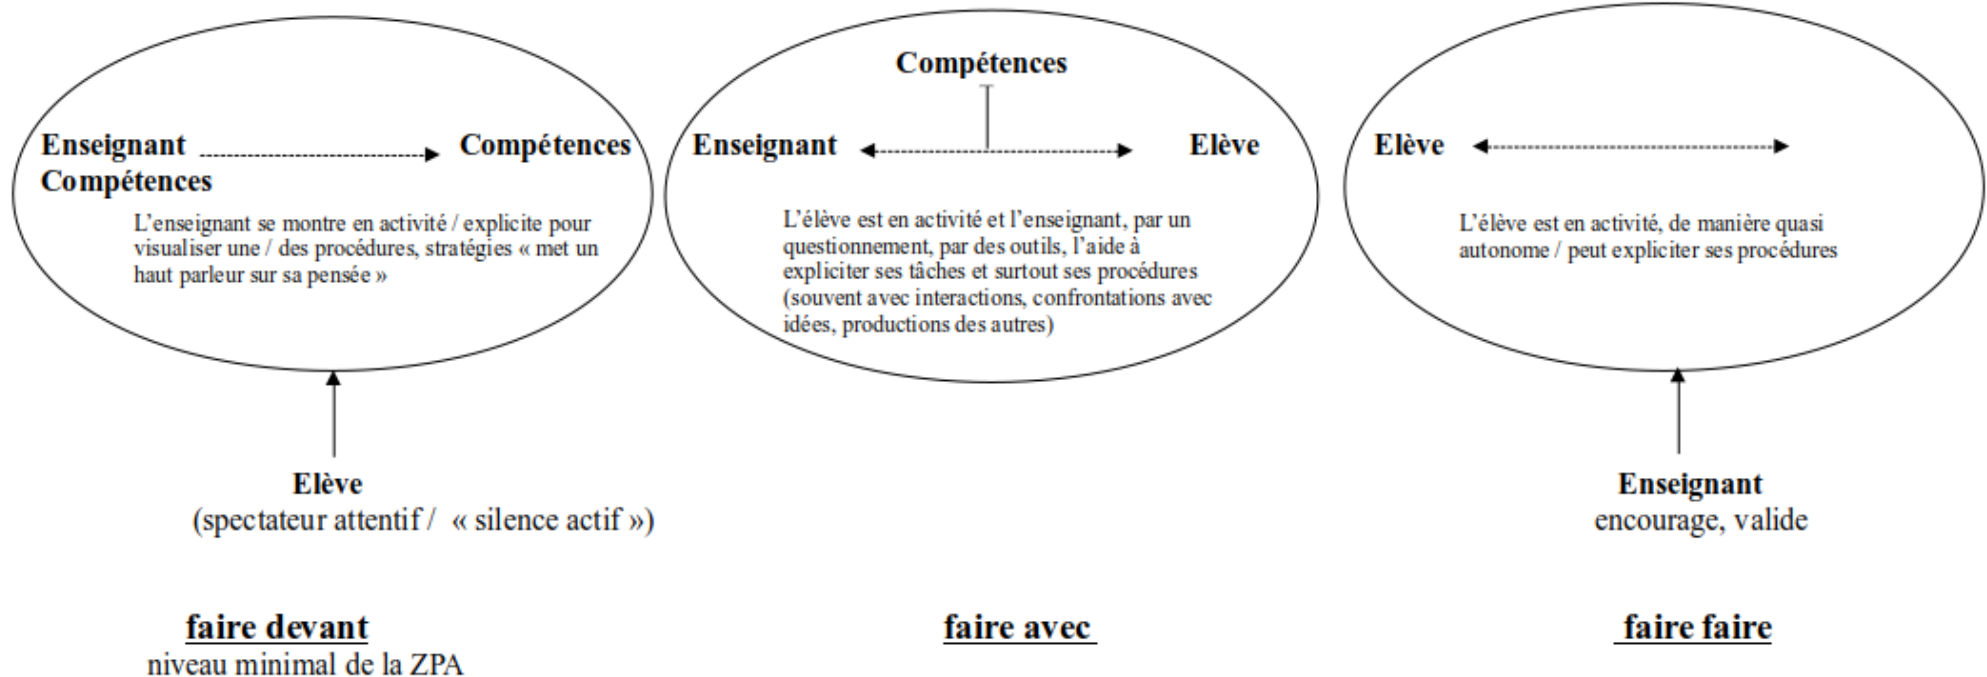 Enseignant
Compétences
Compétences
L'enseignant se montre en activité / explicite pour
visualiser une / des procédures, stratégies « met un
haut parleur sur sa pensée »
Elève
(spectateur attentif / « silence actif »)
faire devant
niveau minimal de la ZPA
Compétences
Enseignant
Elève
L'élève est en activité et l'enseignant, par un
questionnement, par des outils, l'aide à
expliciter ses tâches et surtout ses procédures
(souvent avec interactions, confrontations avec
idées, productions des autres)
faire avec
Elève
L'élève est en activité, de manière quasi
autonome / peut expliciter ses procédures
Enseignant
encourage, valide
faire faire